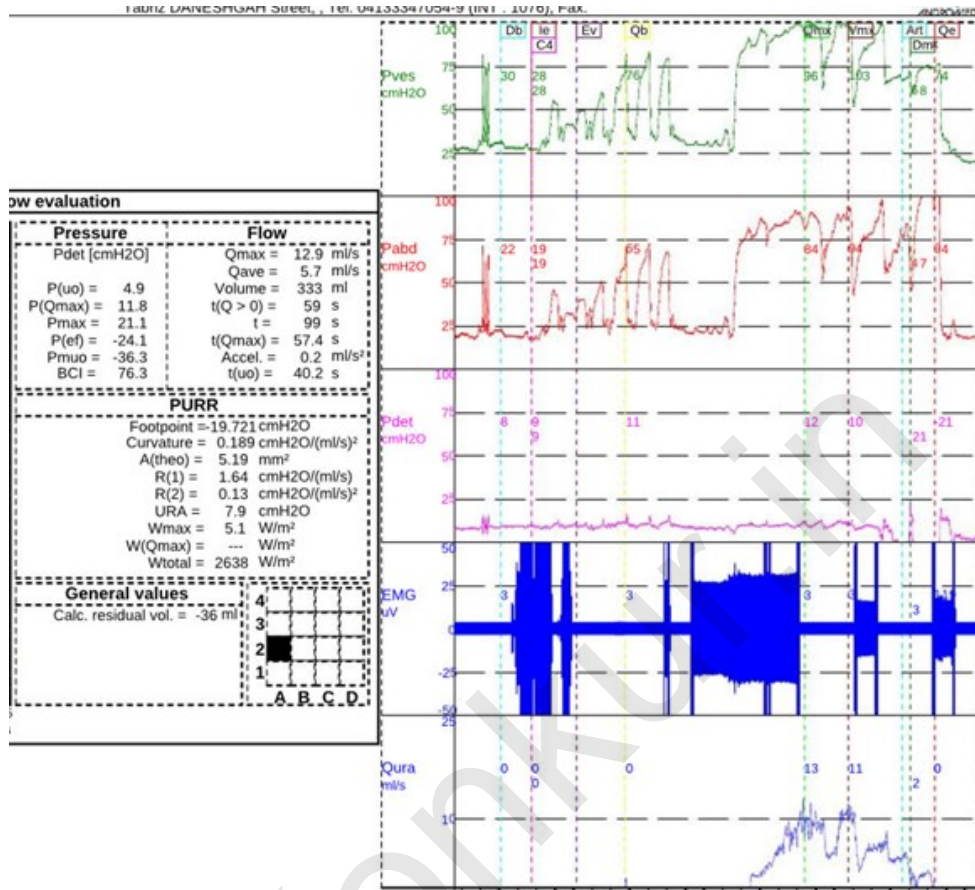 Tabriz DANESHGAH Street, , Tel: 04133347054-9 (INT : 1076), Fax:
ow evaluation
Pressure
Pdet [cmH2O]
P(uo) = 4.9
P(Qmax) = 11.8
Pmax = 21.1
P(ef) = -24.1
Pmuo = -36.3
BCI = 76.3
Flow
Qmax = 12.9 ml/s
Qave = 5.7 ml/s
Volume = 333 ml
t(Q > 0) = 59 s
t = 99 s
t(Qmax) = 57.4 s
Accel. = 0.2 ml/s²
t(uo) = 40.2 s
PURR
Footpoint =-19.721 cmH2O
Curvature = 0.189 cmH2O/(ml/s)²
A(theo) = 5.19 mm²
R(1) = 1.64 cmH2O/(ml/s)
R(2) = 0.13 cmH2O/(ml/s)²
URA = 7.9 cmH2O
Wmax = 5.1 W/m²
W(Qmax) = --- W/m²
Wtotal = 2638 W/m²
General values
Calc. residual vol. = -36 ml
4
3
2
1
A B C D
Db Ie Ev Qb Qmx Vmx Art Qe
C4 Dms
100
75
50
25
Pves
cmH2O
30 28 76 96 103 74
28 68
100
75
50
25
Pabd
cmH2O
22 19 65 84 94 94
19 47
100
75
50
25
Pdet
cmH2O
8 9 11 12 10 -21
9 21
50
25
0
-25
-50
EMG
uV
3 3 3 3
25
10
Qura
ml/s
0 0 0 13 11 0
0 2
onkur.in